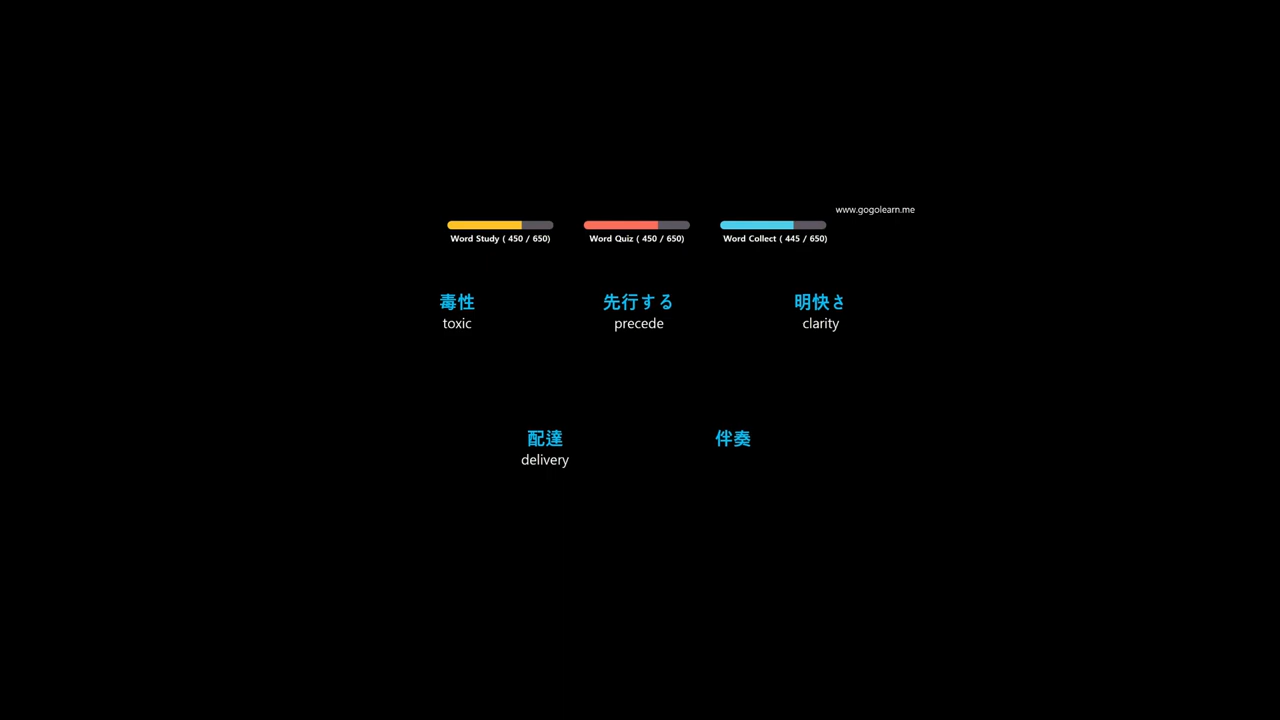 www.gogolearn.me
Word Study ( 450 / 650)
Word Quiz ( 450 / 650)
Word Collect ( 445 / 650)
毒性
toxic
先行する
precede
明快さ
clarity
配達
delivery
伴奏